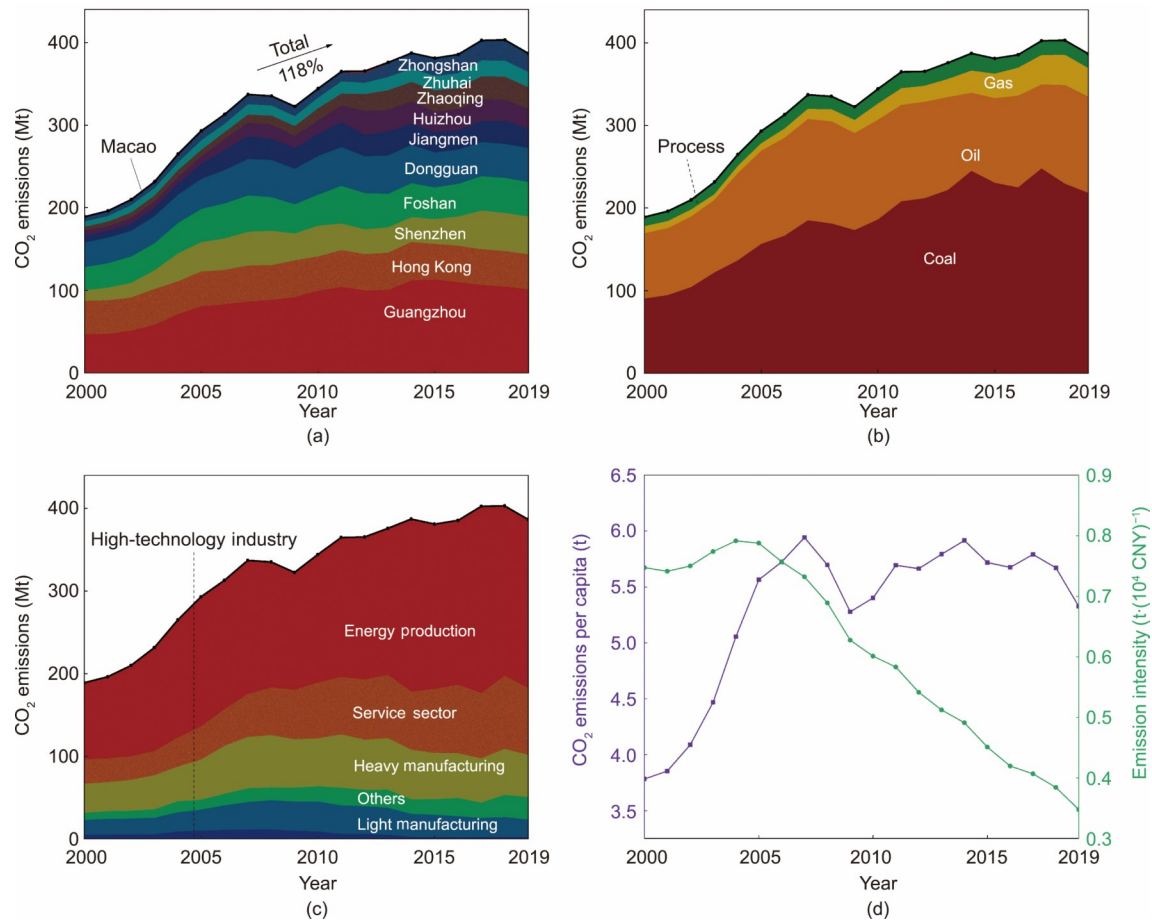 CO₂ emissions (Mt)
400
300
200
100
0
Total
118%
Macao
Zhongshan
Zhuhai
Zhaoqing
Huizhou
Jiangmen
Dongguan
Foshan
Shenzhen
Hong Kong
Guangzhou
2000 2005 2010 2015 2019
Year
(a)
CO₂ emissions (Mt)
400
300
200
100
0
Process
Gas
Oil
Coal
2000 2005 2010 2015 2019
Year
(b)
CO₂ emissions (Mt)
400
300
200
100
0
High-technology industry
Energy production
Service sector
Heavy manufacturing
Others
Light manufacturing
2000 2005 2010 2015 2019
Year
(c)
CO₂ emissions per capita (t)
6.5
6.0
5.5
5.0
4.5
4.0
3.5
0.9
0.8
0.7
0.6
0.5
0.4
0.3
Emission intensity (t·(10⁴ CNY)⁻¹)
2000 2005 2010 2015 2019
Year
(d)